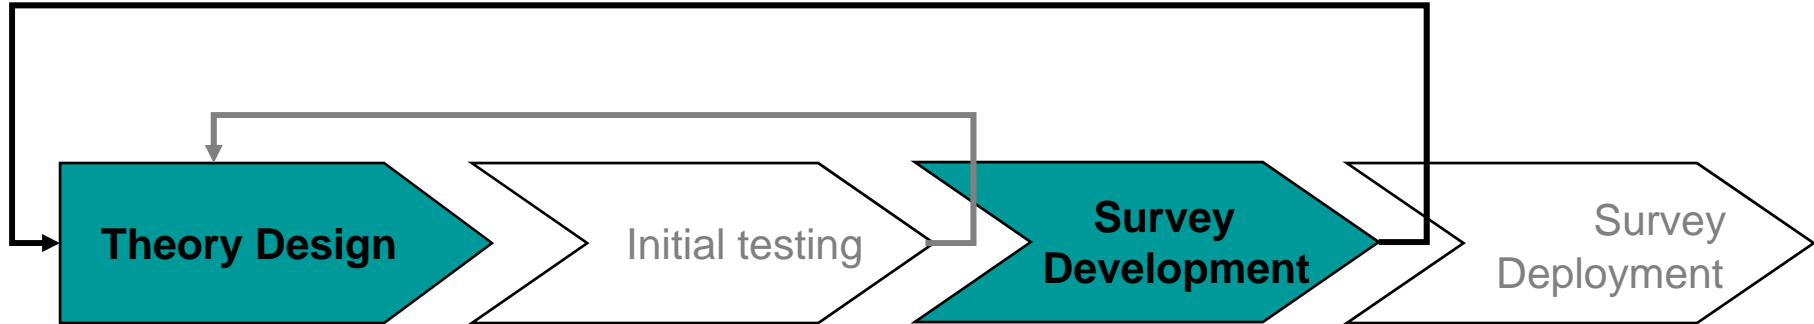 Theory Design
Initial testing
Survey
Development
Survey
Deployment